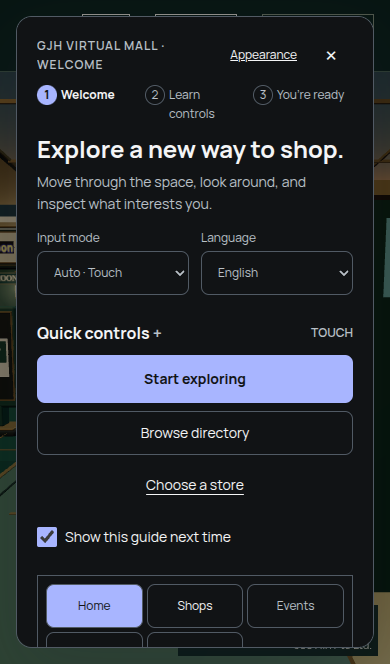 GJH VIRTUAL MALL ·
WELCOME
Appearance
✕
1 Welcome
2 Learn
controls
3 You're ready
Explore a new way to shop.
Move through the space, look around, and
inspect what interests you.
Input mode
Language
Auto · Touch
English
Quick controls +
TOUCH
Start exploring
Browse directory
Choose a store
Show this guide next time
Home
Shops
Events